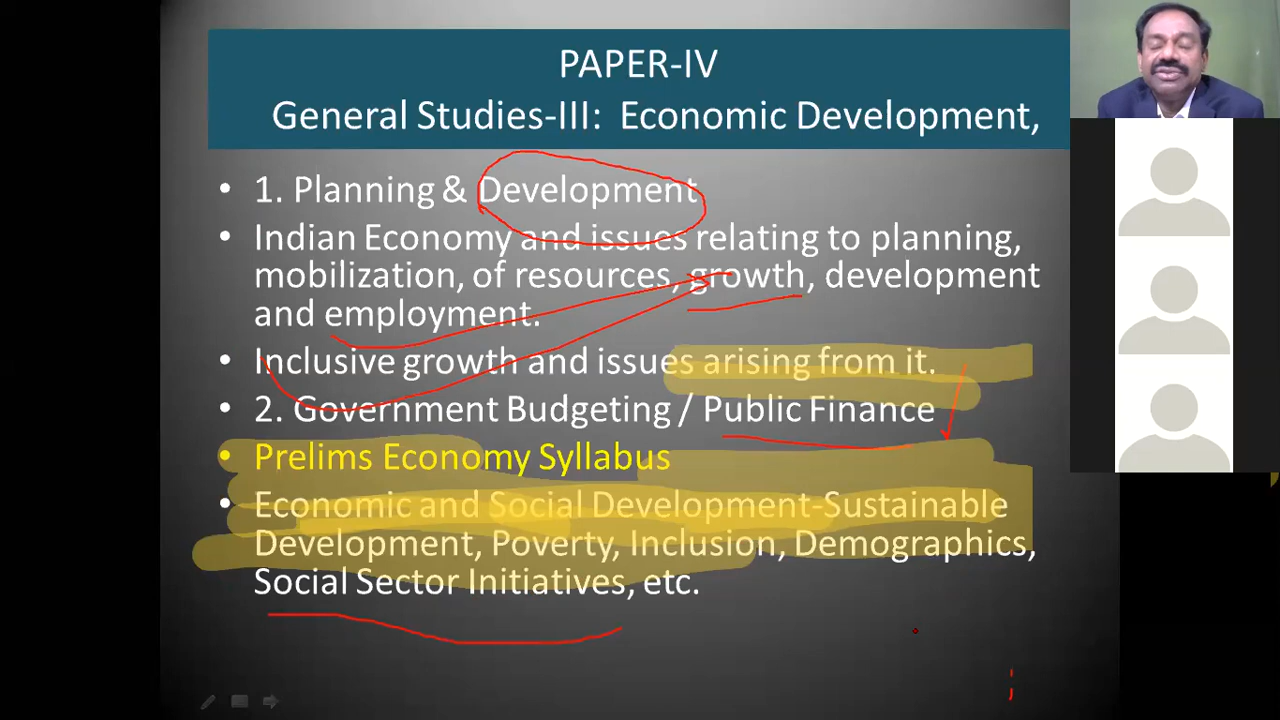 PAPER-IV
General Studies-III: Economic Development,
• 1. Planning & Development
• Indian Economy and issues relating to planning,
mobilization, of resources, growth, development
and employment.
• Inclusive growth and issues arising from it.
• 2. Government Budgeting / Public Finance
• Prelims Economy Syllabus
• Economic and Social Development-Sustainable
Development, Poverty, Inclusion, Demographics,
Social Sector Initiatives, etc.